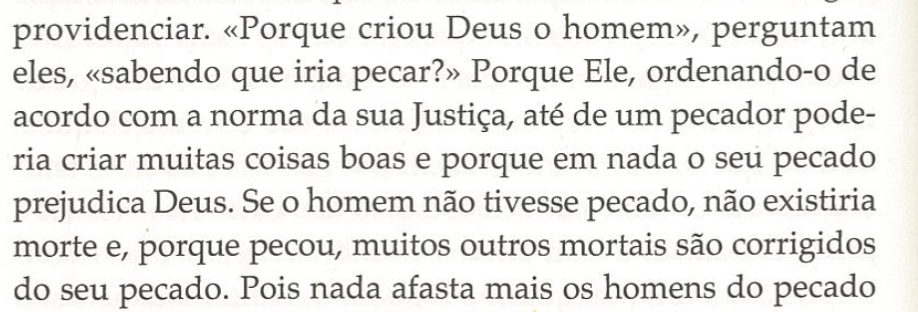 providenciar. «Porque criou Deus o homem», perguntam
eles, «sabendo que iria pecar?» Porque Ele, ordenando-o de
acordo com a norma da sua Justiça, até de um pecador pode-
ria criar muitas coisas boas e porque em nada o seu pecado
prejudica Deus. Se o homem não tivesse pecado, não existiria
morte e, porque pecou, muitos outros mortais são corrigidos
do seu pecado. Pois nada afasta mais os homens do pecado